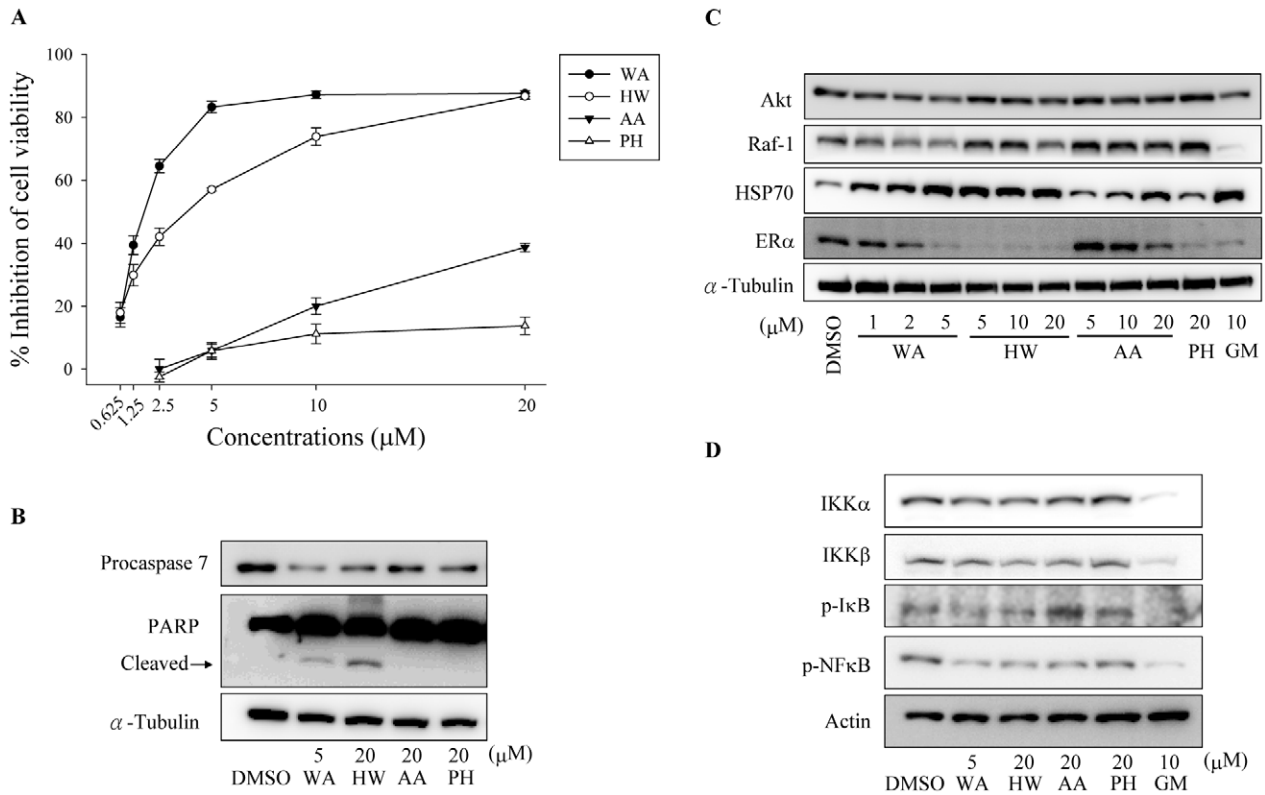 A
% Inhibition of cell viability
100
80
60
40
20
0
0.625 1.25 2.5 5 10 20
Concentrations (μM)
WA
HW
AA
PH
B
Procaspase 7
PARP
Cleaved
α-Tubulin
5 20 20 20 (μM)
DMSO WA HW AA PH
C
Akt
Raf-1
HSP70
ERα
α-Tubulin
(μM) DMSO 1 2 5 5 10 20 5 10 20 20 10
WA HW AA PH GM
D
IKKα
IKKβ
p-IκB
p-NFκB
Actin
5 20 20 20 10 (μM)
DMSO WA HW AA PH GM